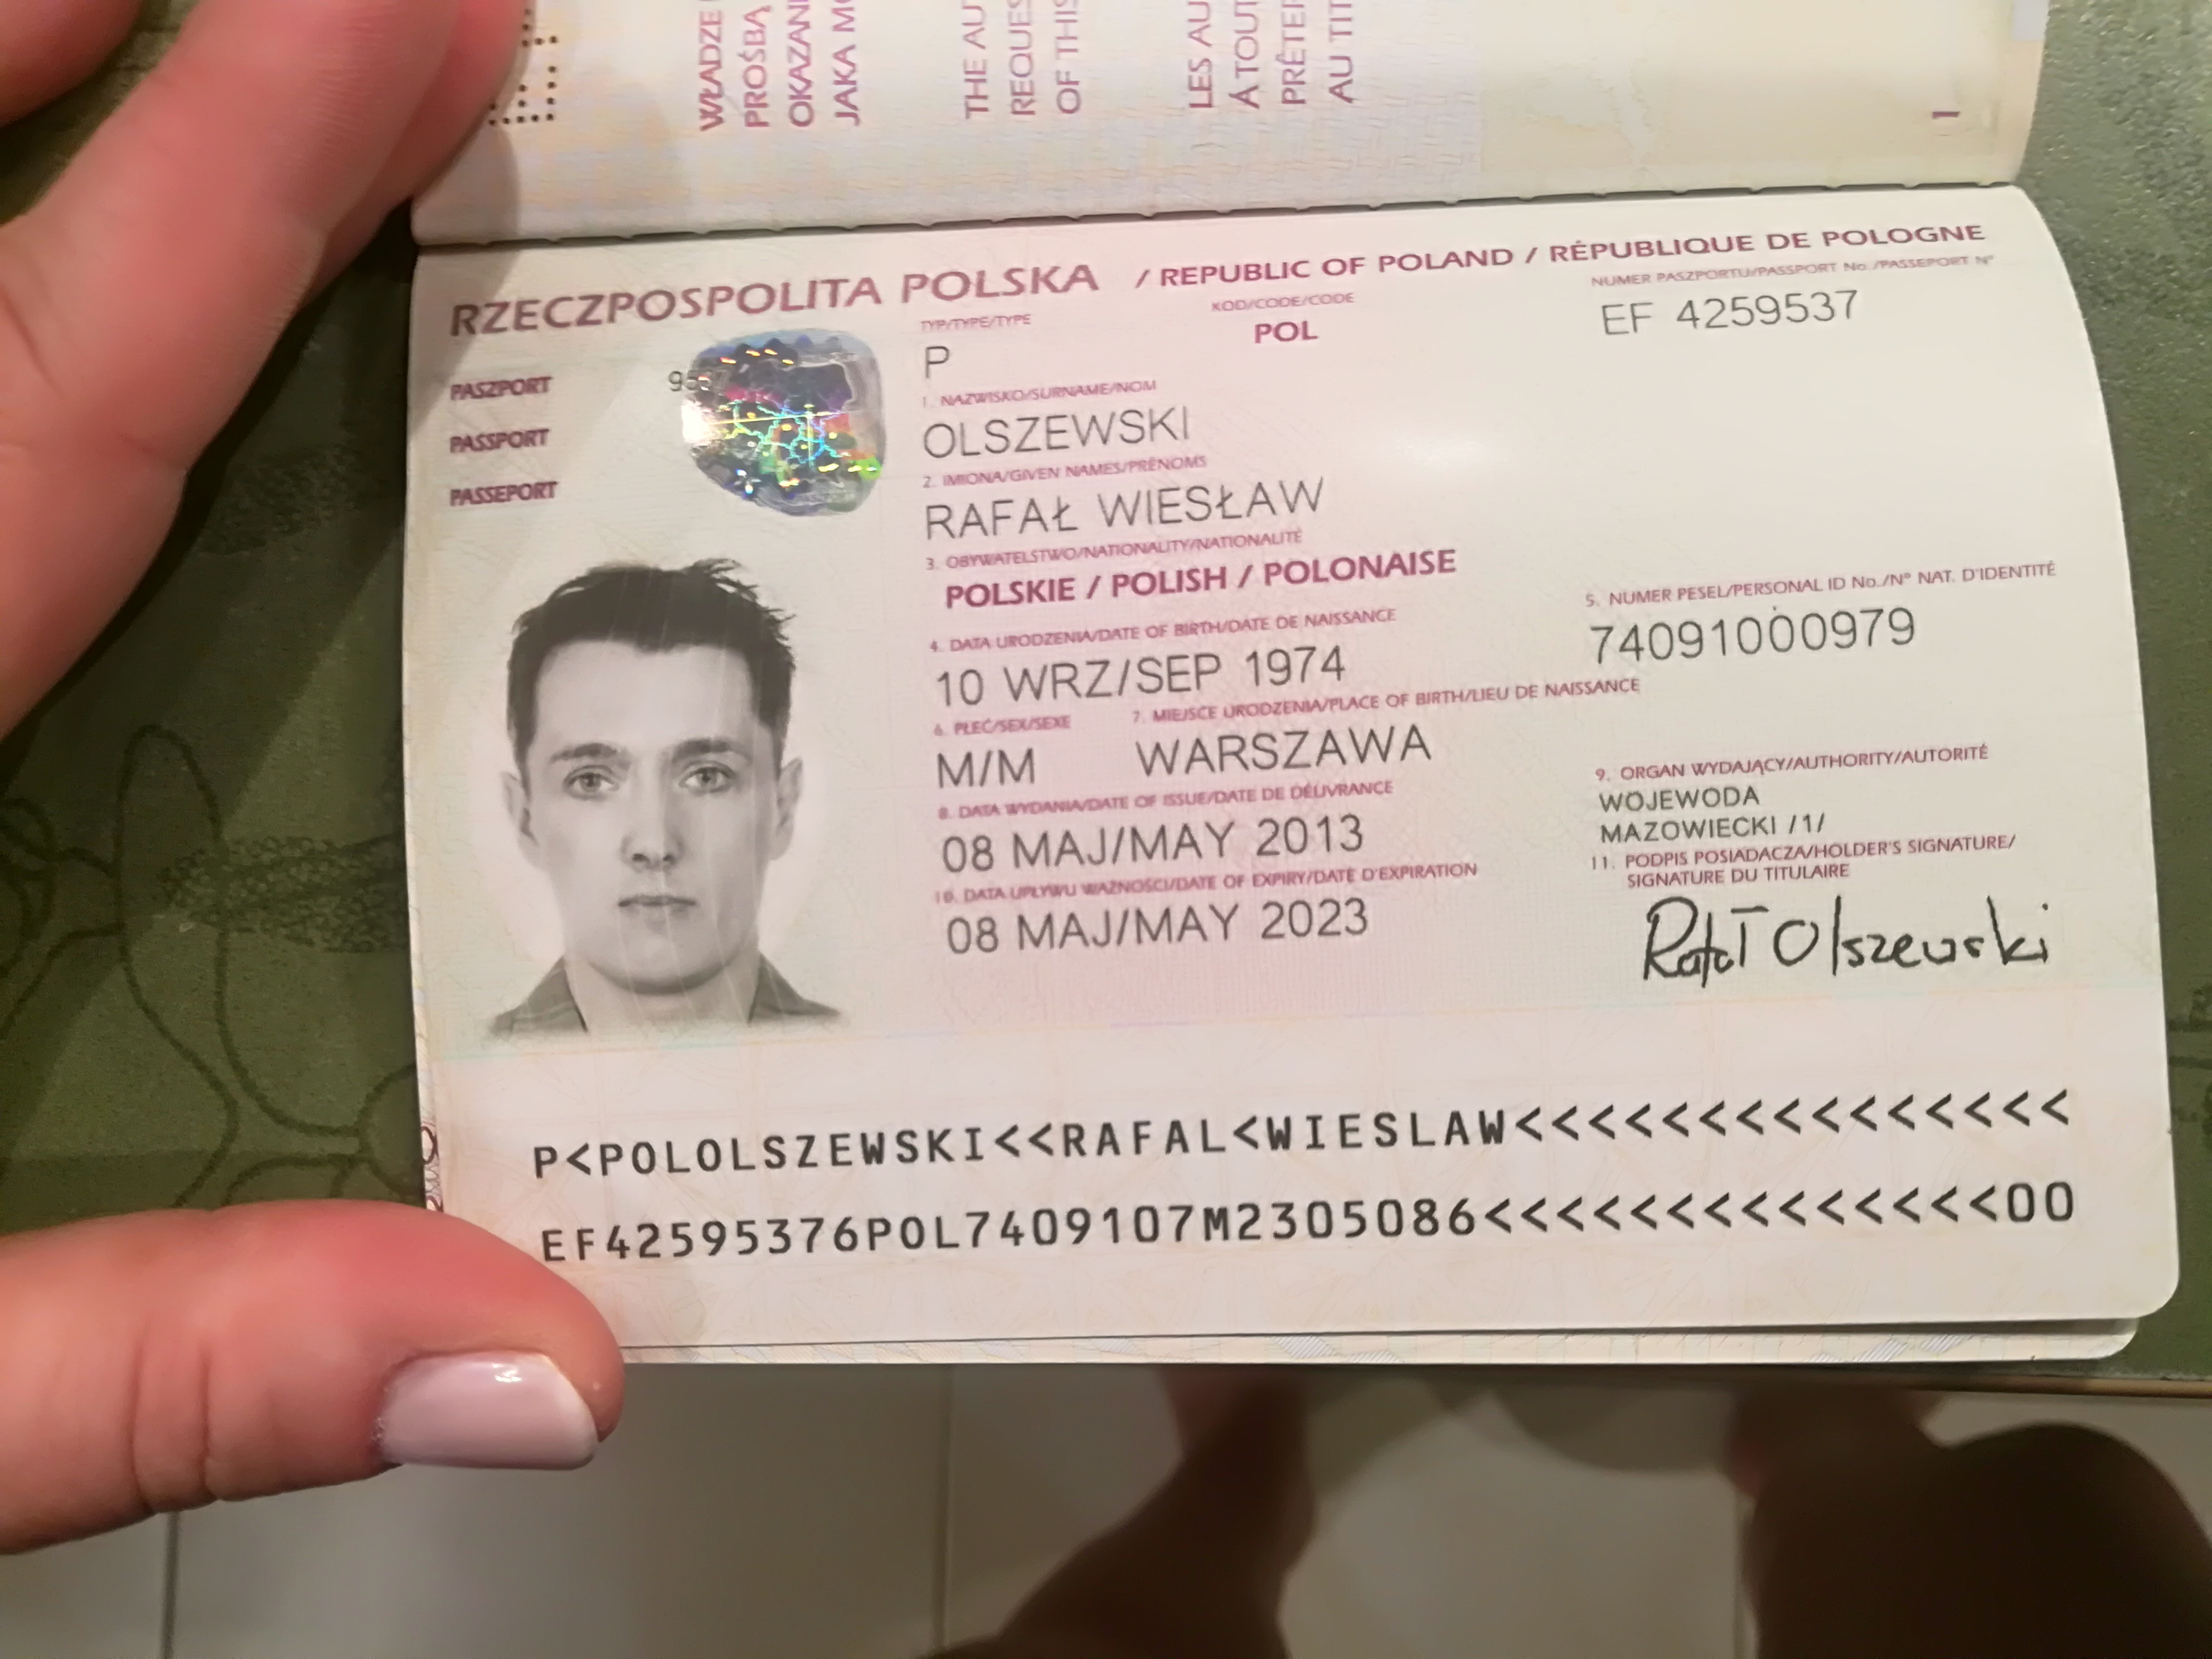 WŁADZE
PROŚBĄ
OKAZANI
JAKA
THE AU
REQUES
OF THIS
LES AU
À TOUT
PRÊTER
AU TIT
1
RZECZPOSPOLITA POLSKA / REPUBLIC OF POLAND / RÉPUBLIQUE DE POLOGNE
TYP/TYPE/TYPE KOD/CODE/CODE NUMER PASZPORTU/PASSPORT No./PASSEPORT N°
P POL EF 4259537
PASZPORT
PASSPORT
PASSEPORT
1. NAZWISKO/SURNAME/NOM
OLSZEWSKI
2. IMIONA/GIVEN NAMES/PRÉNOMS
RAFAŁ WIESŁAW
3. OBYWATELSTWO/NATIONALITY/NATIONALITÉ
POLSKIE / POLISH / POLONAISE
4. DATA URODZENIA/DATE OF BIRTH/DATE DE NAISSANCE 5. NUMER PESEL/PERSONAL ID No./N° NAT. D'IDENTITÉ
10 WRZ/SEP 1974 74091000979
6. PŁEĆ/SEX/SEXE 7. MIEJSCE URODZENIA/PLACE OF BIRTH/LIEU DE NAISSANCE
M/M WARSZAWA
8. DATA WYDANIA/DATE OF ISSUE/DATE DE DÉLIVRANCE 9. ORGAN WYDAJĄCY/AUTHORITY/AUTORITÉ
08 MAJ/MAY 2013 WOJEWODA
MAZOWIECKI /1/
10. DATA UPŁYWU WAŻNOŚCI/DATE OF EXPIRY/DATE D'EXPIRATION 11. PODPIS POSIADACZA/HOLDER'S SIGNATURE/
SIGNATURE DU TITULAIRE
08 MAJ/MAY 2023 Rafał Olszewski
P<POLOLSZEWSKI<<RAFAL<WIESLAW<<<<<<<<<<<<<<<<
EF42595376POL7409107M2305086<<<<<<<<<<<<<<<00